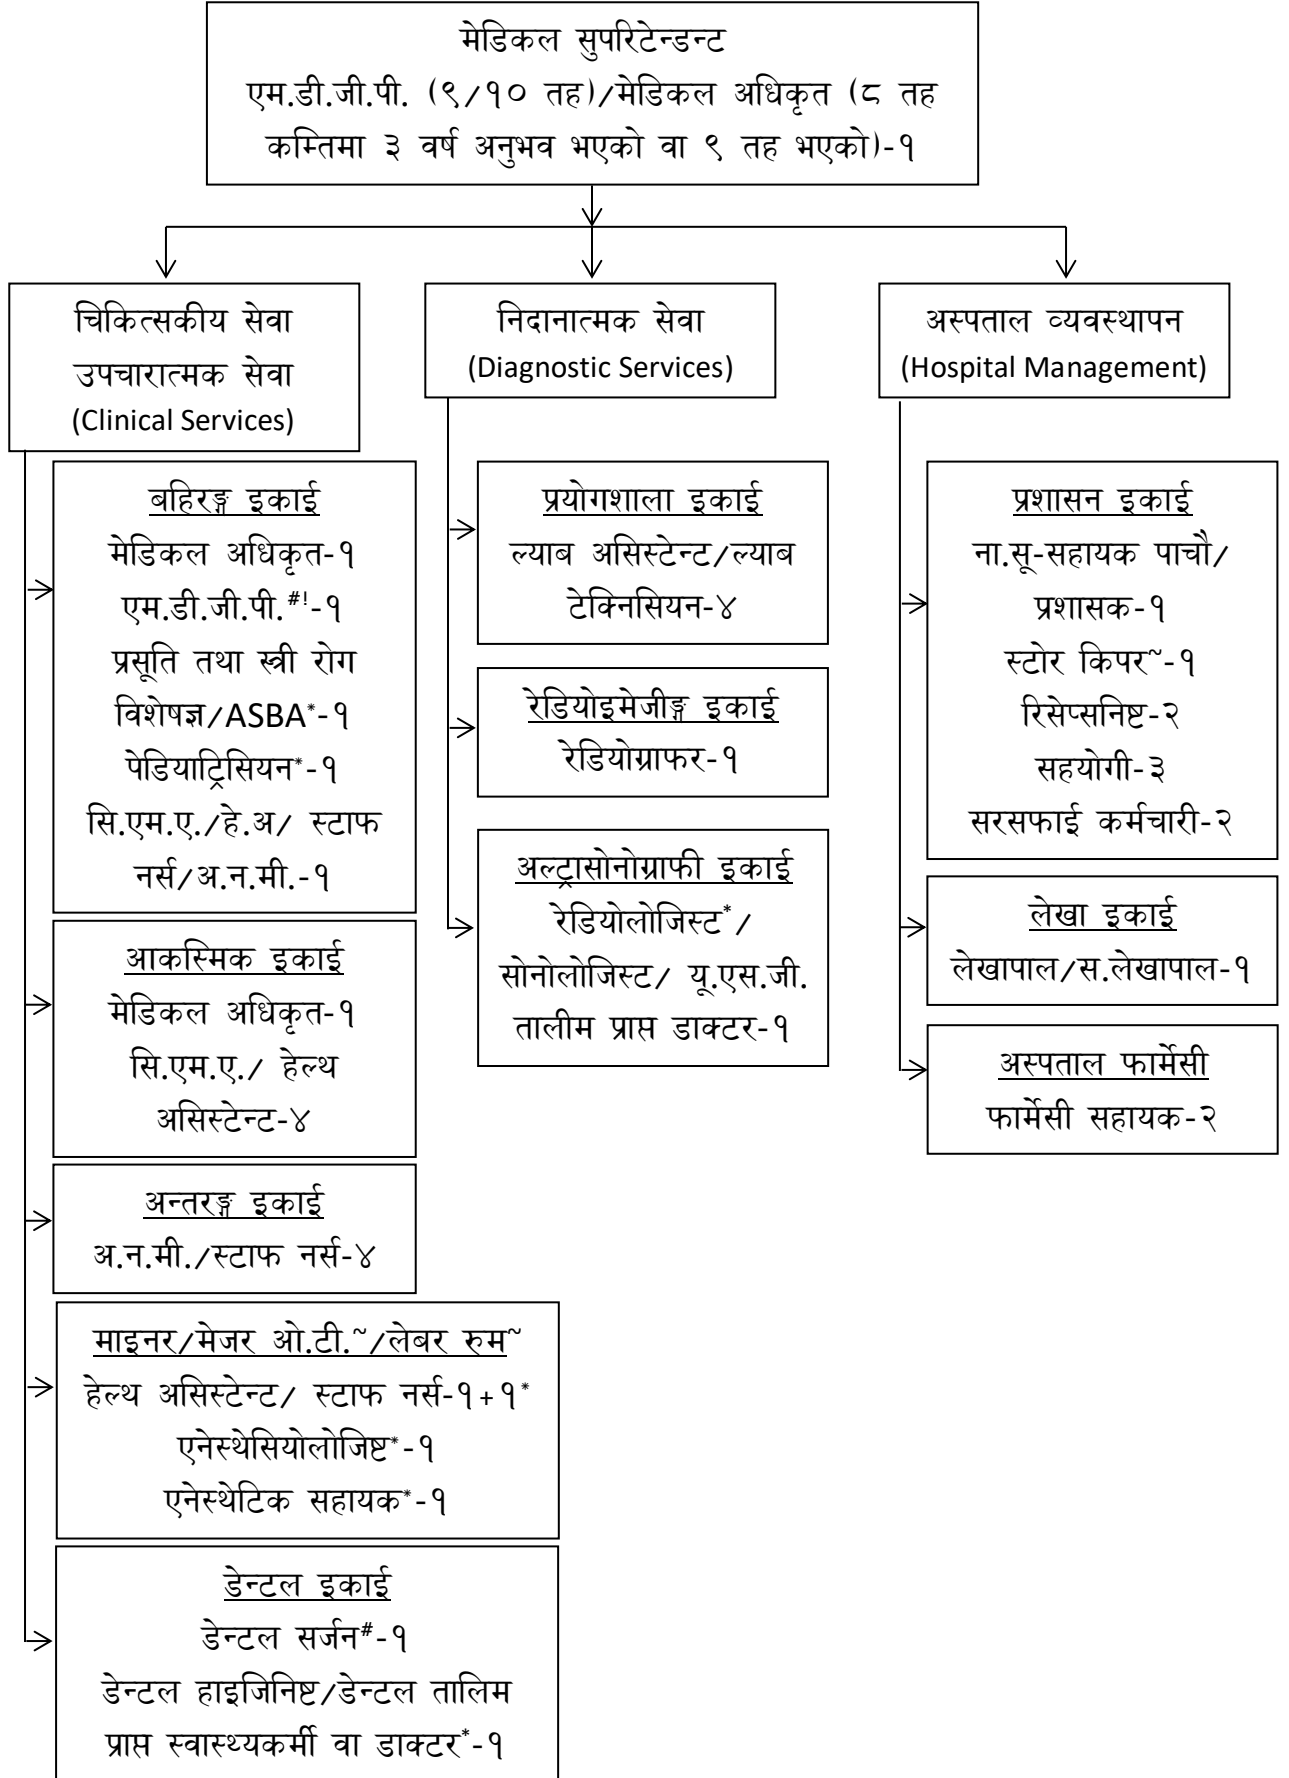 मेडिकल सुपरिटेन्डन्ट
एम.डी.जी.पी. (९/१० तह)/मेडिकल अधिकृत (८ तह
कम्तिमा ३ वर्ष अनुभव भएको वा ९ तह भएको)-१
चिकित्सकीय सेवा
उपचारात्मक सेवा
(Clinical Services)
बहिरङ्ग इकाई
मेडिकल अधिकृत-१
एम.डी.जी.पी.#!-१
प्रसूति तथा स्त्री रोग
विशेषज्ञ/ASBA*-१
पेडियाट्रिसियन*-१
सि.एम.ए./हे.अ/ स्टाफ
नर्स/अ.न.मी.-१
आकस्मिक इकाई
मेडिकल अधिकृत-१
सि.एम.ए./ हेल्थ
असिस्टेन्ट-४
अन्तरङ्ग इकाई
अ.न.मी./स्टाफ नर्स-४
माइनर/मेजर ओ.टी.~/लेबर रुम~
हेल्थ असिस्टेन्ट/ स्टाफ नर्स-१+१*
एनेस्थेसियोलोजिष्ट*-१
एनेस्थेटिक सहायक*-१
डेन्टल इकाई
डेन्टल सर्जन#-१
डेन्टल हाइजिनिष्ट/डेन्टल तालिम
प्राप्त स्वास्थ्यकर्मी वा डाक्टर*-१
निदानात्मक सेवा
(Diagnostic Services)
प्रयोगशाला इकाई
ल्याब असिस्टेन्ट/ल्याब
टेक्निसियन-४
रेडियोइमेजीङ्ग इकाई
रेडियोग्राफर-१
अल्ट्रासोनोग्राफी इकाई
रेडियोलोजिस्ट*/
सोनोलोजिस्ट/ यू.एस.जी.
तालीम प्राप्त डाक्टर-१
अस्पताल व्यवस्थापन
(Hospital Management)
प्रशासन इकाई
ना.सू-सहायक पाचौ/
प्रशासक-१
स्टोर किपर~-१
रिसेप्सनिष्ट-२
सहयोगी-३
सरसफाई कर्मचारी-२
लेखा इकाई
लेखापाल/स.लेखापाल-१
अस्पताल फार्मेसी
फार्मेसी सहायक-२